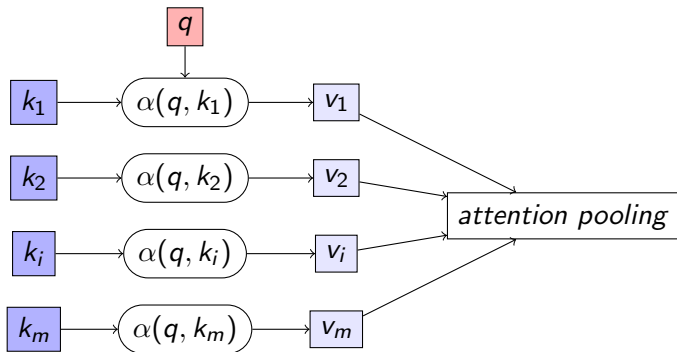 q
k₁ α(q, k₁) v₁
k₂ α(q, k₂) v₂
attention pooling
kᵢ α(q, kᵢ) vᵢ
kₘ α(q, kₘ) vₘ